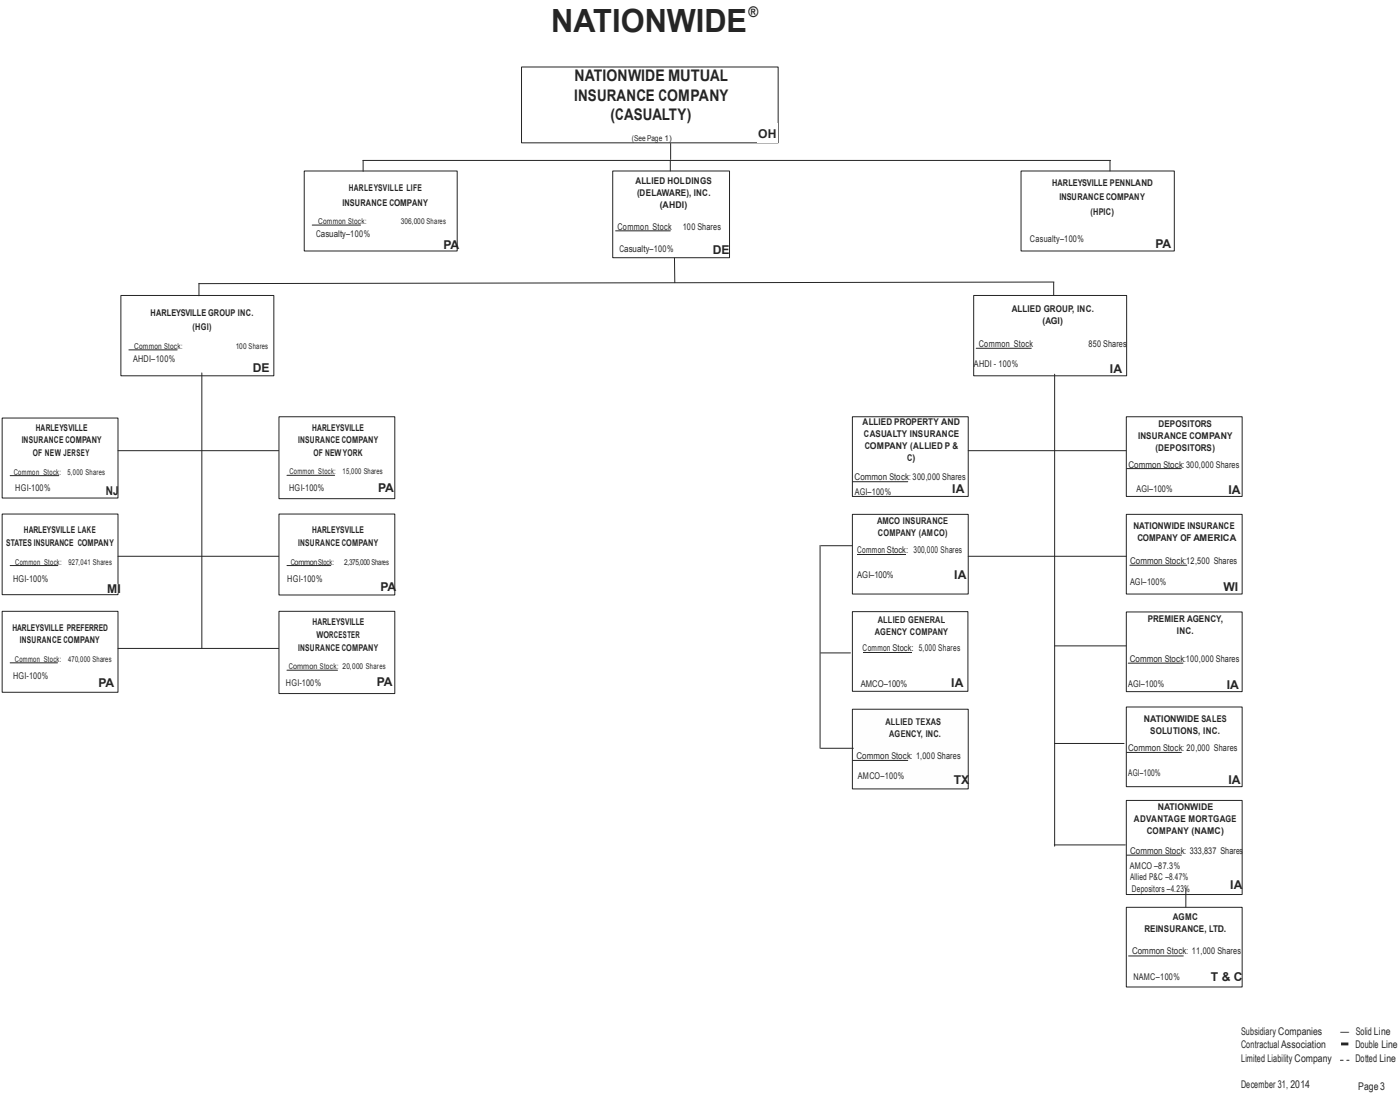 NATIONWIDE®
NATIONWIDE MUTUAL
INSURANCE COMPANY
(CASUALTY)
(See Page 1)
OH
HARLEYSVILLE LIFE
INSURANCE COMPANY
Common Stock: 306,000 Shares
Casualty–100%
PA
ALLIED HOLDINGS
(DELAWARE), INC.
(AHDI)
Common Stock 100 Shares
Casualty–100%
DE
HARLEYSVILLE PENNLAND
INSURANCE COMPANY
(HPIC)
Casualty–100%
PA
HARLEYSVILLE GROUP INC.
(HGI)
Common Stock: 100 Shares
AHDI–100%
DE
ALLIED GROUP, INC.
(AGI)
Common Stock 850 Shares
AHDI - 100%
IA
HARLEYSVILLE
INSURANCE COMPANY
OF NEW JERSEY
Common Stock: 5,000 Shares
HGI-100%
NJ
HARLEYSVILLE
INSURANCE COMPANY
OF NEW YORK
Common Stock: 15,000 Shares
HGI-100%
PA
ALLIED PROPERTY AND
CASUALTY INSURANCE
COMPANY (ALLIED P &
C)
Common Stock: 300,000 Shares
AGI–100%
IA
DEPOSITORS
INSURANCE COMPANY
(DEPOSITORS)
Common Stock: 300,000 Shares
AGI–100%
IA
HARLEYSVILLE LAKE
STATES INSURANCE COMPANY
Common Stock: 927,041 Shares
HGI-100%
MI
HARLEYSVILLE
INSURANCE COMPANY
Common Stock: 2,375,000 Shares
HGI-100%
PA
AMCO INSURANCE
COMPANY (AMCO)
Common Stock: 300,000 Shares
AGI–100%
IA
NATIONWIDE INSURANCE
COMPANY OF AMERICA
Common Stock: 12,500 Shares
AGI–100%
WI
HARLEYSVILLE PREFERRED
INSURANCE COMPANY
Common Stock: 470,000 Shares
HGI-100%
PA
HARLEYSVILLE
WORCESTER
INSURANCE COMPANY
Common Stock: 20,000 Shares
HGI-100%
PA
ALLIED GENERAL
AGENCY COMPANY
Common Stock: 5,000 Shares
AMCO–100%
IA
PREMIER AGENCY,
INC.
Common Stock: 100,000 Shares
AGI–100%
IA
ALLIED TEXAS
AGENCY, INC.
Common Stock: 1,000 Shares
AMCO–100%
TX
NATIONWIDE SALES
SOLUTIONS, INC.
Common Stock: 20,000 Shares
AGI–100%
IA
NATIONWIDE
ADVANTAGE MORTGAGE
COMPANY (NAMC)
Common Stock: 333,837 Shares
AMCO –87.3%
Allied P&C –8.47%
Depositors –4.23%
IA
AGMC
REINSURANCE, LTD.
Common Stock: 11,000 Shares
NAMC–100%
T & C
Subsidiary Companies — Solid Line
Contractual Association ━ Double Line
Limited Liability Company - - Dotted Line
December 31, 2014
Page 3